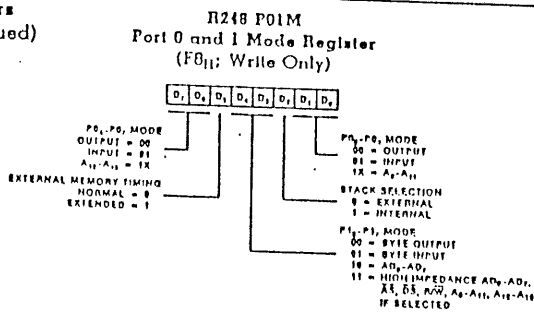 ued)
R248 P01M
Port 0 and 1 Mode Register
(F8H; Write Only)
D7 D6 D5 D4 D3 D2 D1 D0
P04-P07 MODE
OUTPUT = 00
INPUT = 01
A12-A15 = 1X
EXTERNAL MEMORY TIMING
NORMAL = 0
EXTENDED = 1
P00-P03 MODE
00 = OUTPUT
01 = INPUT
1X = A8-A11
STACK SELECTION
0 = EXTERNAL
1 = INTERNAL
P10-P17 MODE
00 = BYTE OUTPUT
01 = BYTE INPUT
10 = AD0-AD7
11 = HIGH IMPEDANCE AD0-AD7,
AS, DS, R/W, A8-A11, A12-A15
IF SELECTED